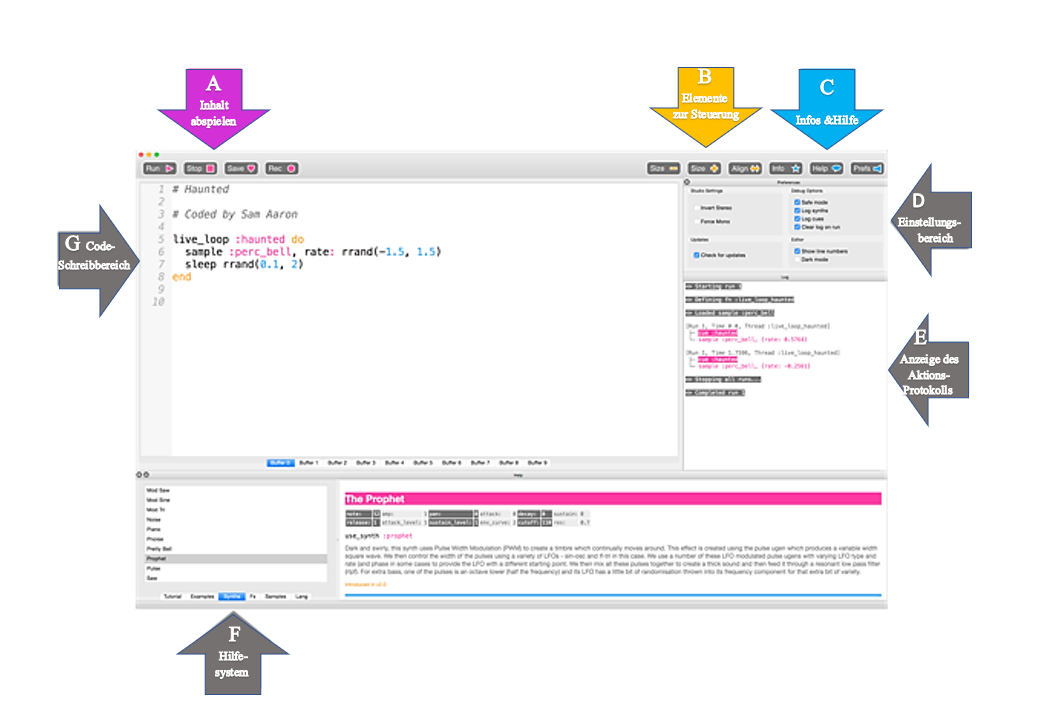 A
Inhalt
abspielen
B
Elemente
zur Steuerung
C
Infos &Hilfe
Run Stop Save Rec Size Size Align Info Help Prefs
Preferences
1 # Haunted
2
3 # Coded by Sam Aaron
4
5 live_loop :haunted do
6 sample :perc_bell, rate: rrand(-1.5, 1.5)
7 sleep rrand(0.1, 2)
8 end
9
10
Studio Settings
Invert Stereo
Force Mono
Debug Options
Safe mode
Log synths
Log cues
Clear log on run
Updates
Check for updates
Editor
Show line numbers
Dark mode
D
Einstellungs-
bereich
G Code-
Schreibbereich
Log
=> Starting run 1
=> Defining fn :live_loop_haunted
=> Loaded sample :perc_bell
[Run 1, Time 0.0, Thread :live_loop_haunted]
cue :haunted
sample :perc_bell, {rate: 0.5764}
[Run 1, Time 1.7198, Thread :live_loop_haunted]
cue :haunted
sample :perc_bell, {rate: -0.2561}
=> Stopping all runs...
=> Completed run 1
E
Anzeige des
Aktions-
Protokolls
Buffer 0 Buffer 1 Buffer 2 Buffer 3 Buffer 4 Buffer 5 Buffer 6 Buffer 7 Buffer 8 Buffer 9
Help
Mod Saw
Mod Sine
Mod Tri
Noise
Piano
Pnoise
Pretty Bell
Prophet
Pulse
Saw
Tutorial Examples Synths Fx Samples Lang
The Prophet
note: 52 amp: 1 pan: 0 attack: 0 decay: 0 sustain: 0
release: 1 attack_level: 1 sustain_level: 1 env_curve: 2 cutoff: 110 res: 0.7
use_synth :prophet
Dark and swirly, this synth uses Pulse Width Modulation (PWM) to create a timbre which continually moves around. This effect is created using the pulse ugen which produces a variable width
square wave. We then control the width of the pulses using a variety of LFOs - sin-osc and lf-tri in this case. We use a number of these LFO modulated pulse ugens with varying LFO type and
rate (and phase in some cases to provide the LFO with a different starting point. We then mix all these pulses together to create a thick sound and then feed it through a resonant low pass filter
(rlpf). For extra bass, one of the pulses is an octave lower (half the frequency) and its LFO has a little bit of randomisation thrown into its frequency component for that extra bit of variety.
Introduced in v2.0
F
Hilfe-
system